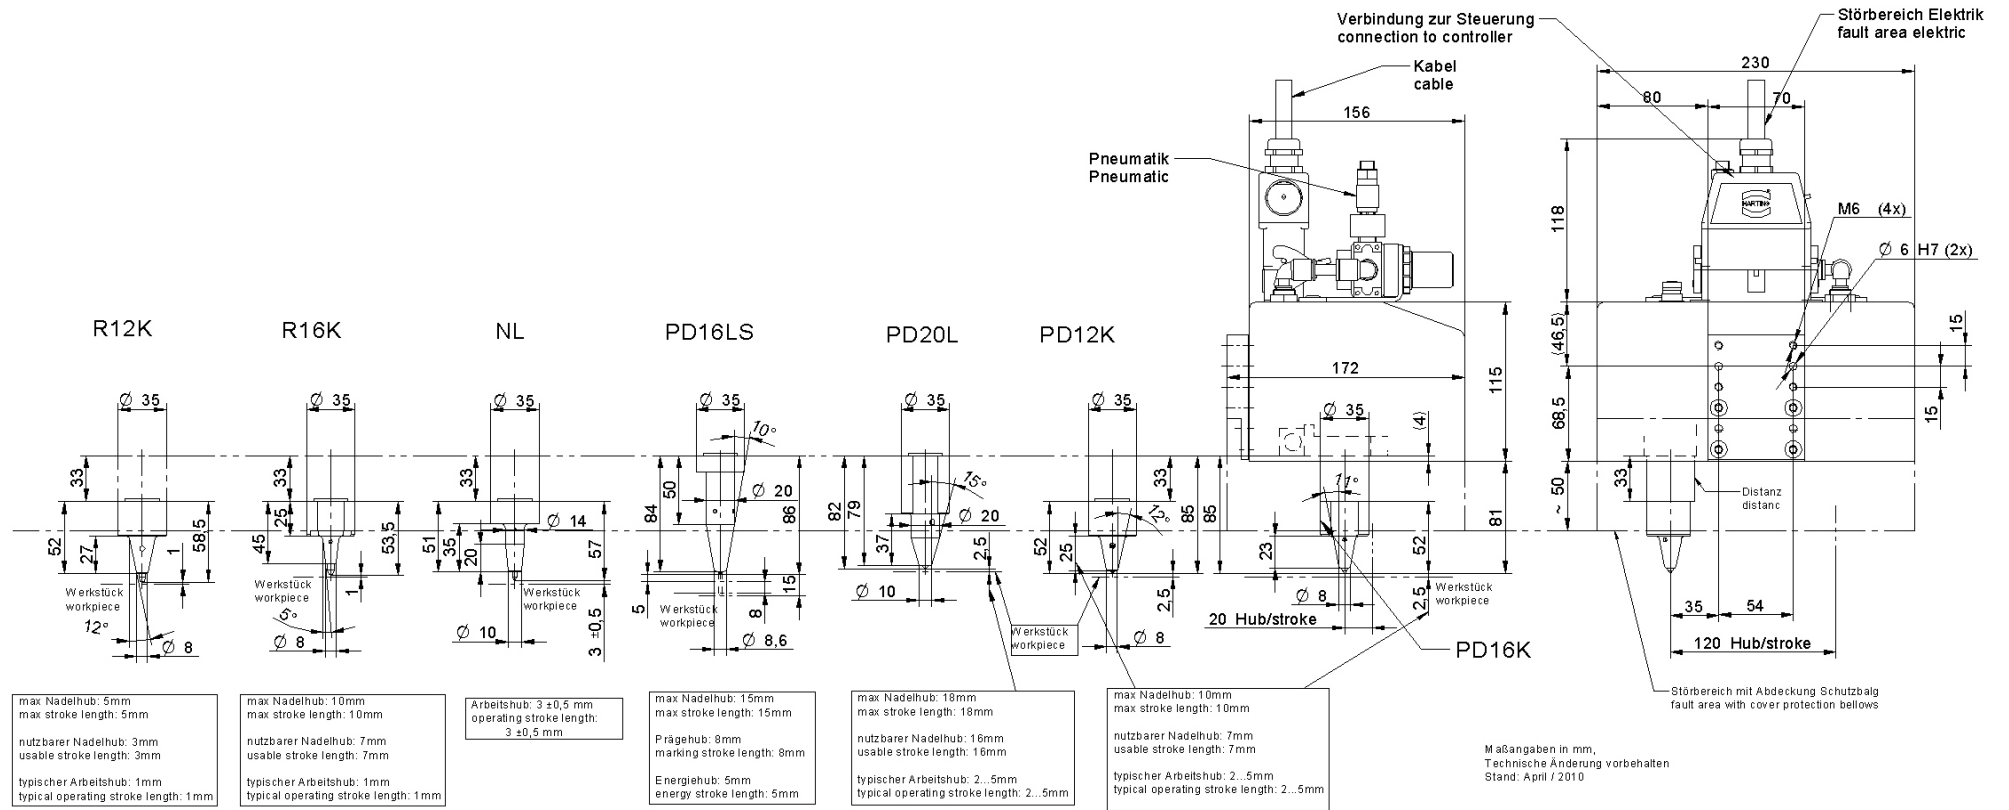 Verbindung zur Steuerung
connection to controller
Störbereich Elektrik
fault area elektric
Kabel
cable
230
80
70
156
Pneumatik
Pneumatic
HARTING
118
M6 (4x)
∅ 6 H7 (2x)
R12K
R16K
NL
PD16LS
PD20L
PD12K
(46,5)
15
172
115
68,5
15
∅ 35
∅ 35
∅ 35
∅ 35
∅ 35
∅ 35
∅ 35
(4)
10°
33
33
33
50
84
∅ 20
86
82
79
15°
33
85
85
11°
81
33
~ 50
Distanz
distanc
52
27
1
58,5
45
25
53,5
1
51
35
20
∅ 14
57
37
∅ 20
2,5
52
25
12°
23
52
Werkstück
workpiece
Werkstück
workpiece
Werkstück
workpiece
5
15
8
Werkstück
workpiece
∅ 10
2,5
∅ 8
2,5
Werkstück
workpiece
12°
∅ 8
5°
∅ 8
∅ 10
3 ±0,5
∅ 8,6
Werkstück
workpiece
∅ 8
20 Hub/stroke
PD16K
35
54
120 Hub/stroke
max Nadelhub: 5mm
max stroke length: 5mm
nutzbarer Nadelhub: 3mm
usable stroke length: 3mm
typischer Arbeitshub: 1mm
typical operating stroke length: 1mm
max Nadelhub: 10mm
max stroke length: 10mm
nutzbarer Nadelhub: 7mm
usable stroke length: 7mm
typischer Arbeitshub: 1mm
typical operating stroke length: 1mm
Arbeitshub: 3 ±0,5 mm
operating stroke length:
3 ±0,5 mm
max Nadelhub: 15mm
max stroke length: 15mm
Prägehub: 8mm
marking stroke length: 8mm
Energiehub: 5mm
energy stroke length: 5mm
max Nadelhub: 18mm
max stroke length: 18mm
nutzbarer Nadelhub: 16mm
usable stroke length: 16mm
typischer Arbeitshub: 2...5mm
typical operating stroke length: 2...5mm
max Nadelhub: 10mm
max stroke length: 10mm
nutzbarer Nadelhub: 7mm
usable stroke length: 7mm
typischer Arbeitshub: 2...5mm
typical operating stroke length: 2...5mm
Störbereich mit Abdeckung Schutzbalg
fault area with cover protection bellows
Maßangaben in mm,
Technische Änderung vorbehalten
Stand: April / 2010